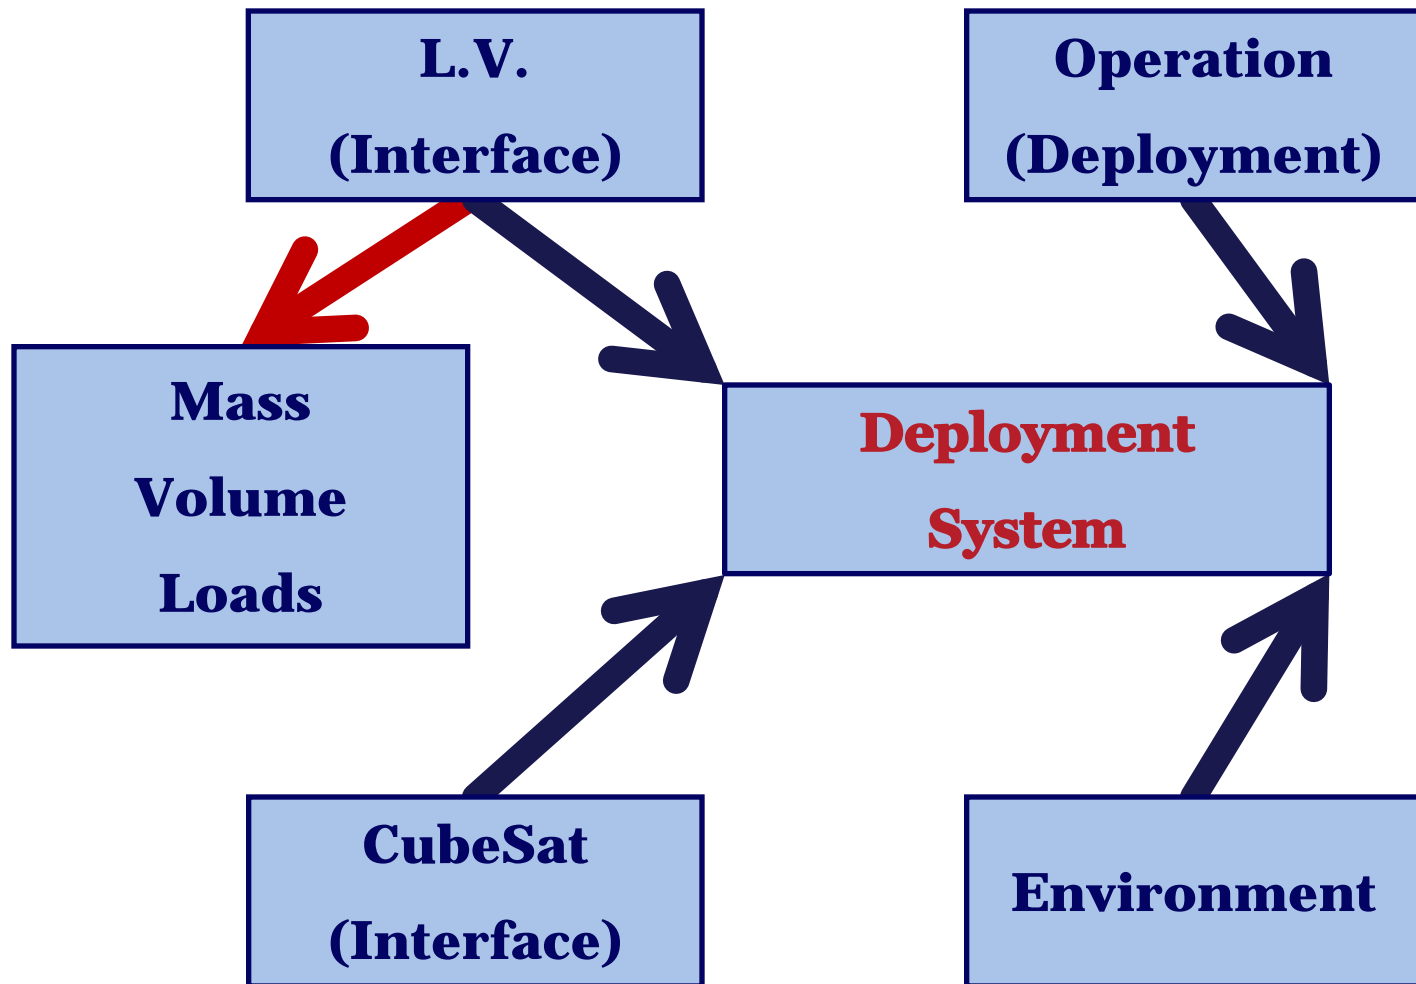 L.V.
(Interface)
Operation
(Deployment)
Mass
Volume
Loads
Deployment
System
CubeSat
(Interface)
Environment